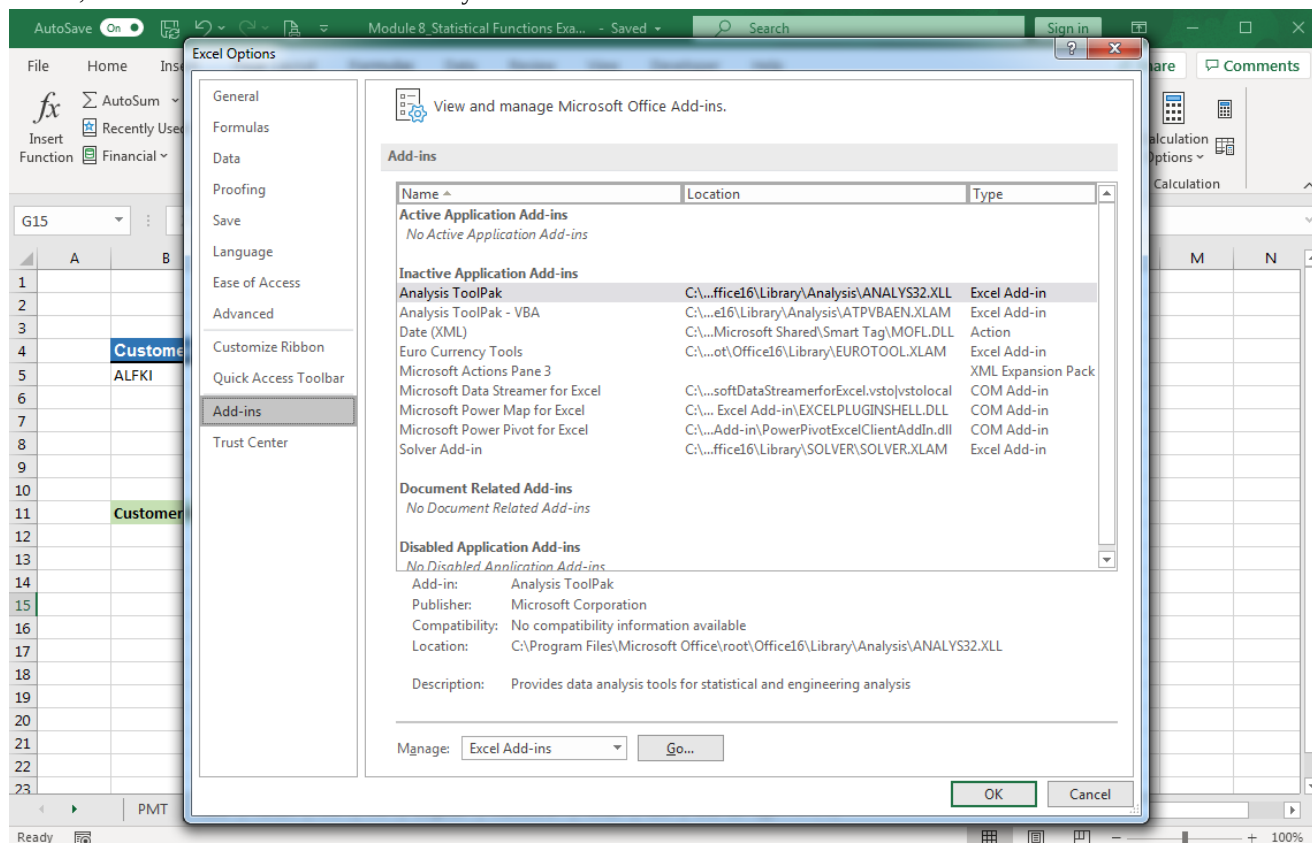 AutoSave On Module 8_Statistical Functions Exa... - Saved Search Sign in
Excel Options ?
File Home Inse are Comments
fx AutoSum
Recently Used
Insert Function Financial
Calculation
G15
General
Formulas
Data
Proofing
Save
Language
Ease of Access
Advanced
Customize Ribbon
Quick Access Toolbar
Add-ins
Trust Center
View and manage Microsoft Office Add-ins.
Add-ins
Name Location Type
Active Application Add-ins
No Active Application Add-ins
Inactive Application Add-ins
Analysis ToolPak C:\...ffice16\Library\Analysis\ANALYS32.XLL Excel Add-in
Analysis ToolPak - VBA C:\...e16\Library\Analysis\ATPVBAEN.XLAM Excel Add-in
Date (XML) C:\...Microsoft Shared\Smart Tag\MOFL.DLL Action
Euro Currency Tools C:\...ot\Office16\Library\EUROTOOL.XLAM Excel Add-in
Microsoft Actions Pane 3 XML Expansion Pack
Microsoft Data Streamer for Excel C:\...softDataStreamerforExcel.vsto|vstolocal COM Add-in
Microsoft Power Map for Excel C:\... Excel Add-in\EXCELPLUGINSHELL.DLL COM Add-in
Microsoft Power Pivot for Excel C:\...Add-in\PowerPivotExcelClientAddIn.dll COM Add-in
Solver Add-in C:\...ffice16\Library\SOLVER\SOLVER.XLAM Excel Add-in
Document Related Add-ins
No Document Related Add-ins
Disabled Application Add-ins
No Disabled Application Add-ins
Add-in: Analysis ToolPak
Publisher: Microsoft Corporation
Compatibility: No compatibility information available
Location: C:\Program Files\Microsoft Office\root\Office16\Library\Analysis\ANALYS32.XLL
Description: Provides data analysis tools for statistical and engineering analysis
Manage: Excel Add-ins Go...
OK Cancel
A B M N
1
2
3
4 Custome
5 ALFKI
6
7
8
9
10
11 Customer
12
13
14
15
16
17
18
19
20
21
22
23
PMT
Ready 100%